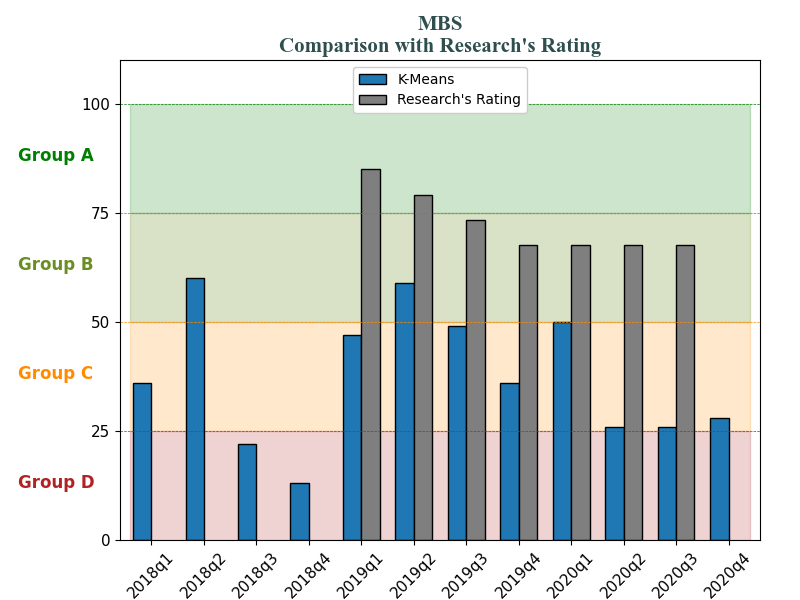 MBS
Comparison with Research's Rating
K-Means
Research's Rating
100
Group A
75
Group B
50
Group C
25
Group D
0
2018q1
2018q2
2018q3
2018q4
2019q1
2019q2
2019q3
2019q4
2020q1
2020q2
2020q3
2020q4